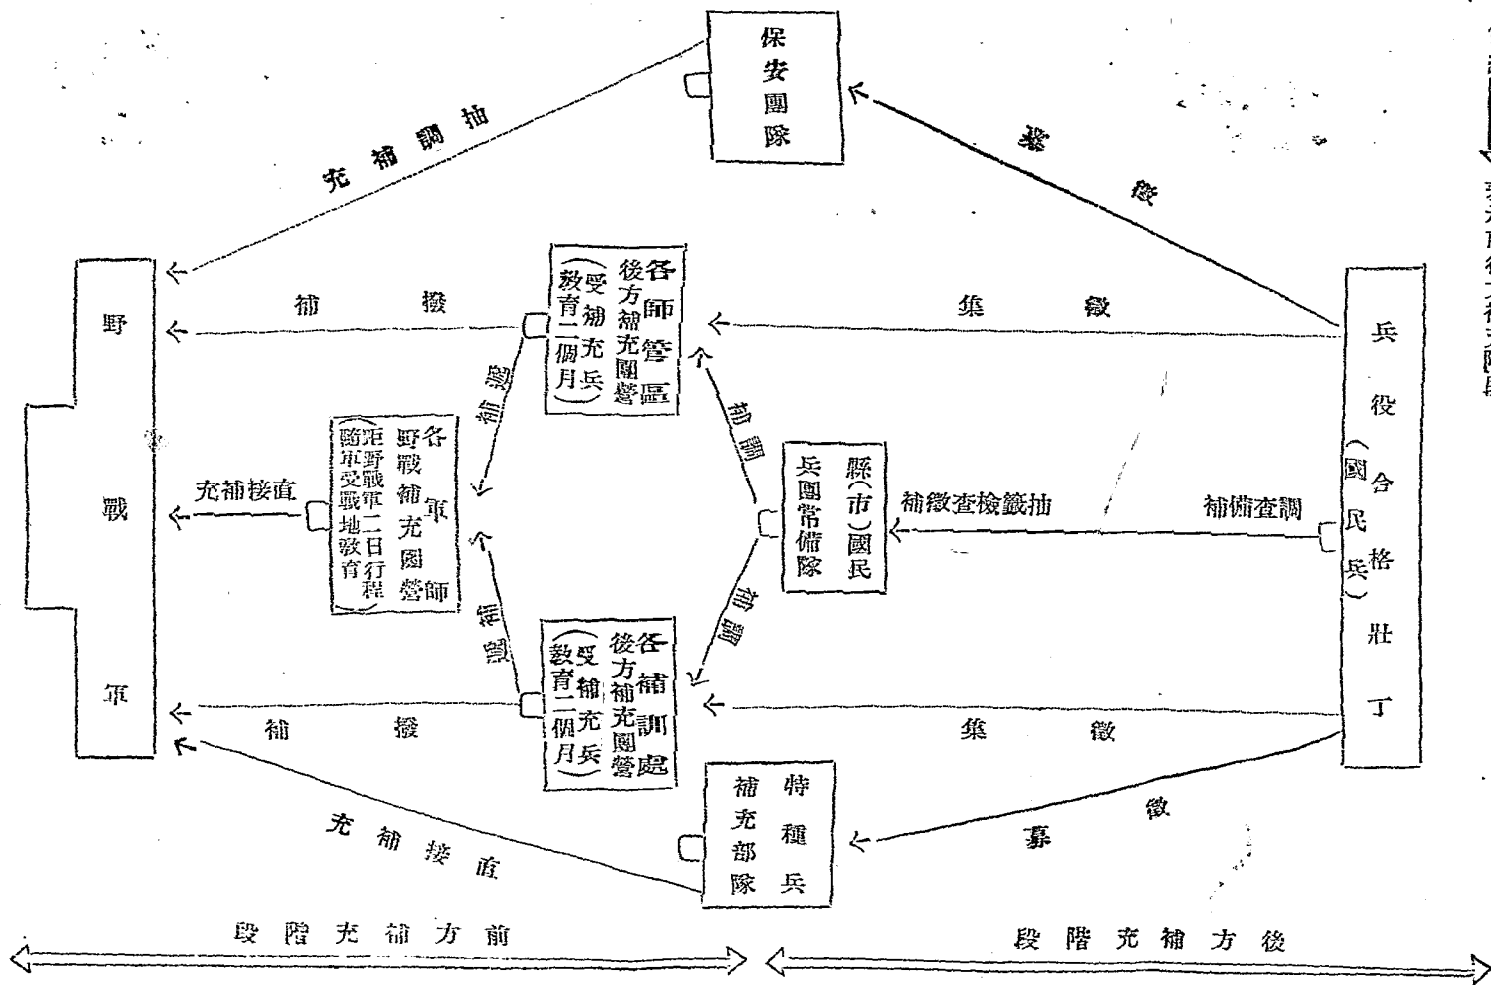 兵役合格壯丁
(國民兵)
徵募
徵集
調查備補
抽籤檢查徵補
徵集
徵募
保安團隊
縣(市)國民
兵團常備隊
特種兵
補充部隊
調補
調補
各師管區
後方補充團營
(受補充兵
教育二個月)
各補訓處
後方補充團營
(受補充兵
教育二個月)
遞補
遞補
各軍師
野戰補充團營
(距野戰軍二日行程
隨軍受戰地教育)
抽調補充
撥補
直接補充
撥補
直接補充
野戰軍
後方補充階段
前方補充階段